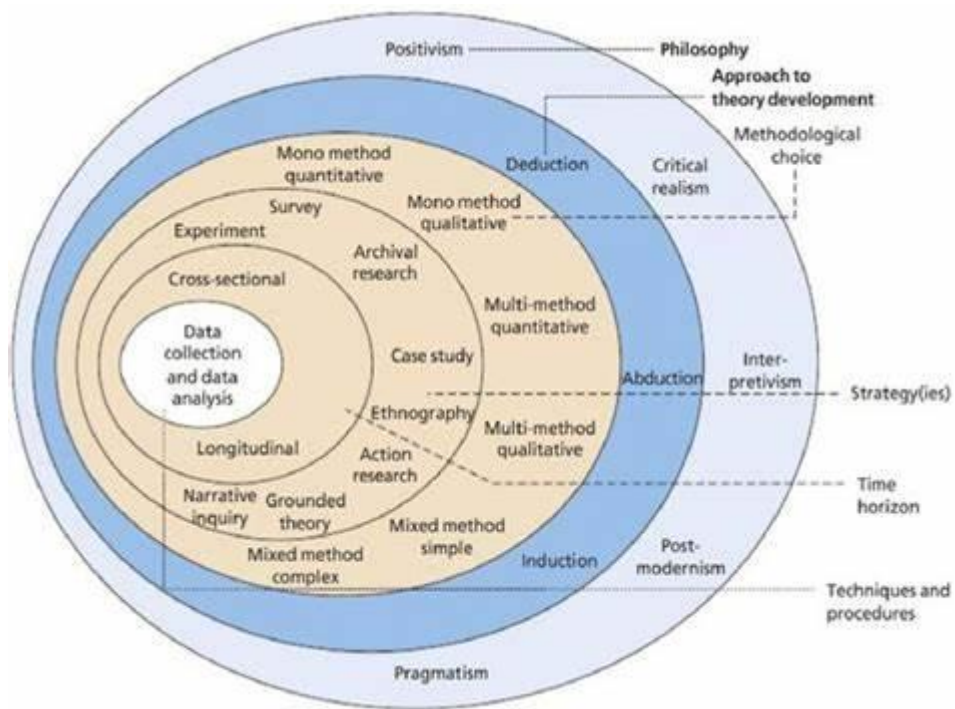 Positivism
Philosophy
Approach to
theory development
Methodological
choice
Mono method
quantitative
Deduction
Critical
realism
Mono method
qualitative
Survey
Experiment
Archival
research
Cross-sectional
Multi-method
quantitative
Data
collection
and data
analysis
Case study
Abduction
Inter-
pretivism
Strategy(ies)
Ethnography
Multi-method
qualitative
Longitudinal
Action
research
Time
horizon
Narrative
inquiry
Grounded
theory
Mixed method
simple
Mixed method
complex
Induction
Post-
modernism
Techniques and
procedures
Pragmatism